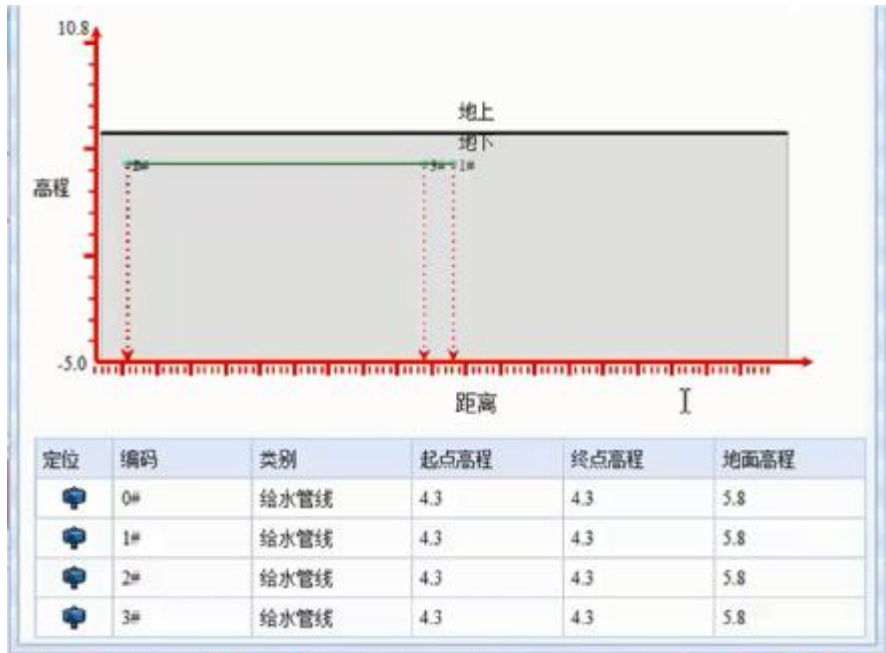 10.8
地上
地下
3# 1#
高程
-5.0
距离
定位 编码 类别 起点高程 终点高程 地面高程
0# 给水管线 4.3 4.3 5.8
1# 给水管线 4.3 4.3 5.8
2# 给水管线 4.3 4.3 5.8
3# 给水管线 4.3 4.3 5.8